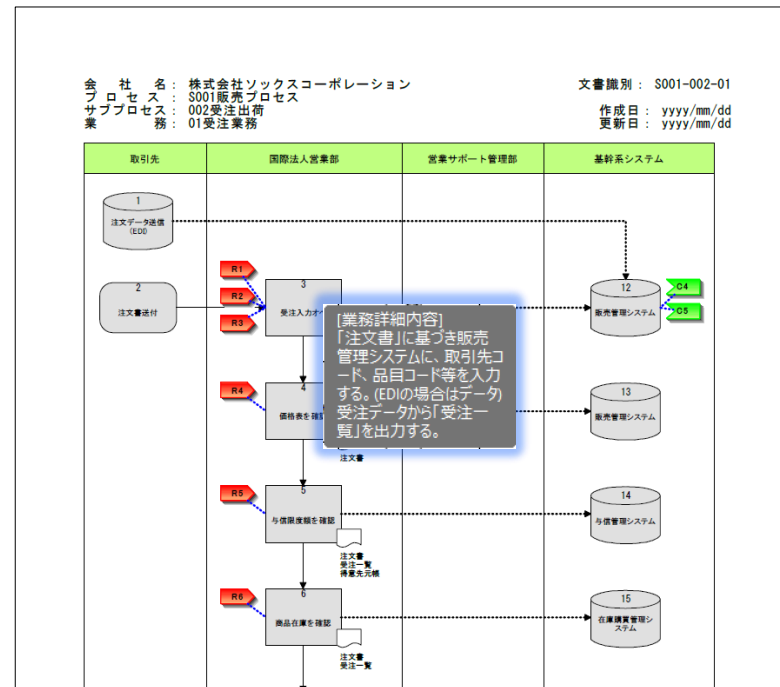 会社名： 株式会社ソックスコーポレーション
プロセス： S001販売プロセス
サブプロセス： 002受注出荷
業務： 01受注業務
文書識別： S001-002-01
作成日： yyyy/mm/dd
更新日： yyyy/mm/dd
取引先
国際法人営業部
営業サポート管理部
基幹系システム
1
注文データ送信
(EDI)
2
注文書送付
R1
R2
R3
3
受注入力オペ
12
販売管理システム
C4
C5
[業務詳細内容]
「注文書」に基づき販売
管理システムに、取引先コ
ード、品目コード等を入力
する。(EDIの場合はデータ)
受注データから「受注一
覧」を出力する。
R4
4
価格表を確
注文書
13
販売管理システム
R5
5
与信限度額を確認
注文書
受注一覧
得意先元帳
14
与信管理システム
R6
6
商品在庫を確認
注文書
受注一覧
15
在庫購買管理シ
ステム